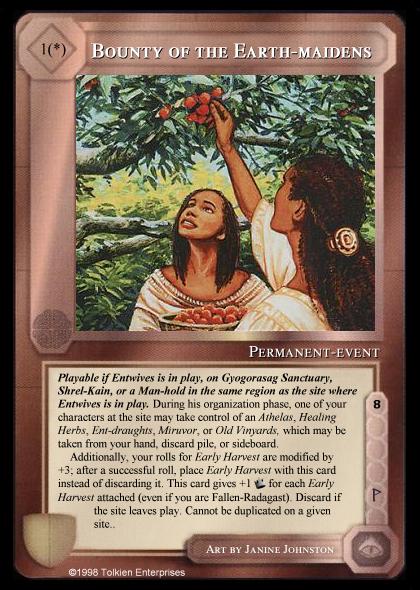 1(*)
BOUNTY OF THE EARTH-MAIDENS
PERMANENT-EVENT
Playable if Entwives is in play, on Gyogorasag Sanctuary,
Shrel-Kain, or a Man-hold in the same region as the site where
Entwives is in play. During his organization phase, one of your
characters at the site may take control of an Athelas, Healing
Herbs, Ent-draughts, Miruvor, or Old Vinyards, which may be
taken from your hand, discard pile, or sideboard.
Additionally, your rolls for Early Harvest are modified by
+3; after a successful roll, place Early Harvest with this card
instead of discarding it. This card gives +1 for each Early
Harvest attached (even if you are Fallen-Radagast). Discard if
the site leaves play. Cannot be duplicated on a given
site..
8
ᚹ
ART BY JANINE JOHNSTON
©1998 Tolkien Enterprises